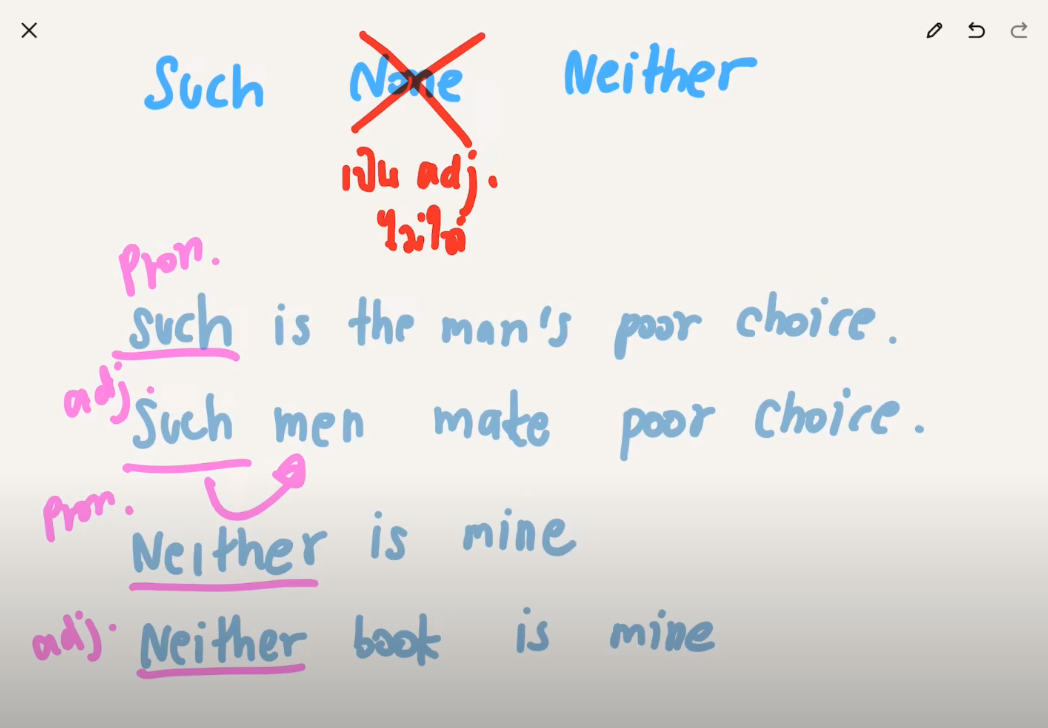 Such None Neither
เป็น adj.
ไม่ได้
pron.
Such is the man's poor choice.
adj.
Such men make poor choice.
pron.
Neither is mine
adj.
Neither book is mine